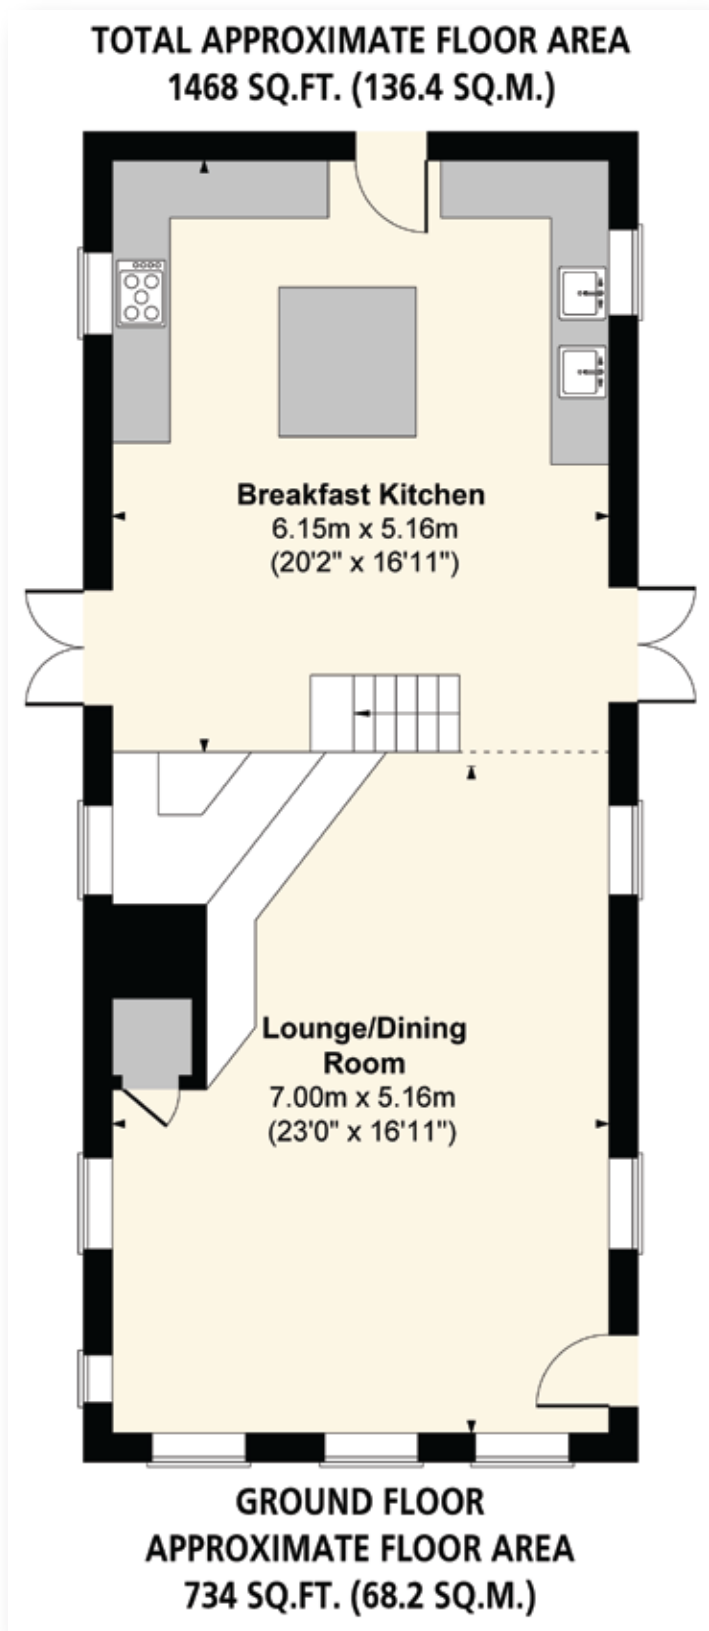 TOTAL APPROXIMATE FLOOR AREA
1468 SQ.FT. (136.4 SQ.M.)
Breakfast Kitchen
6.15m x 5.16m
(20'2" x 16'11")
Lounge/Dining
Room
7.00m x 5.16m
(23'0" x 16'11")
GROUND FLOOR
APPROXIMATE FLOOR AREA
734 SQ.FT. (68.2 SQ.M.)